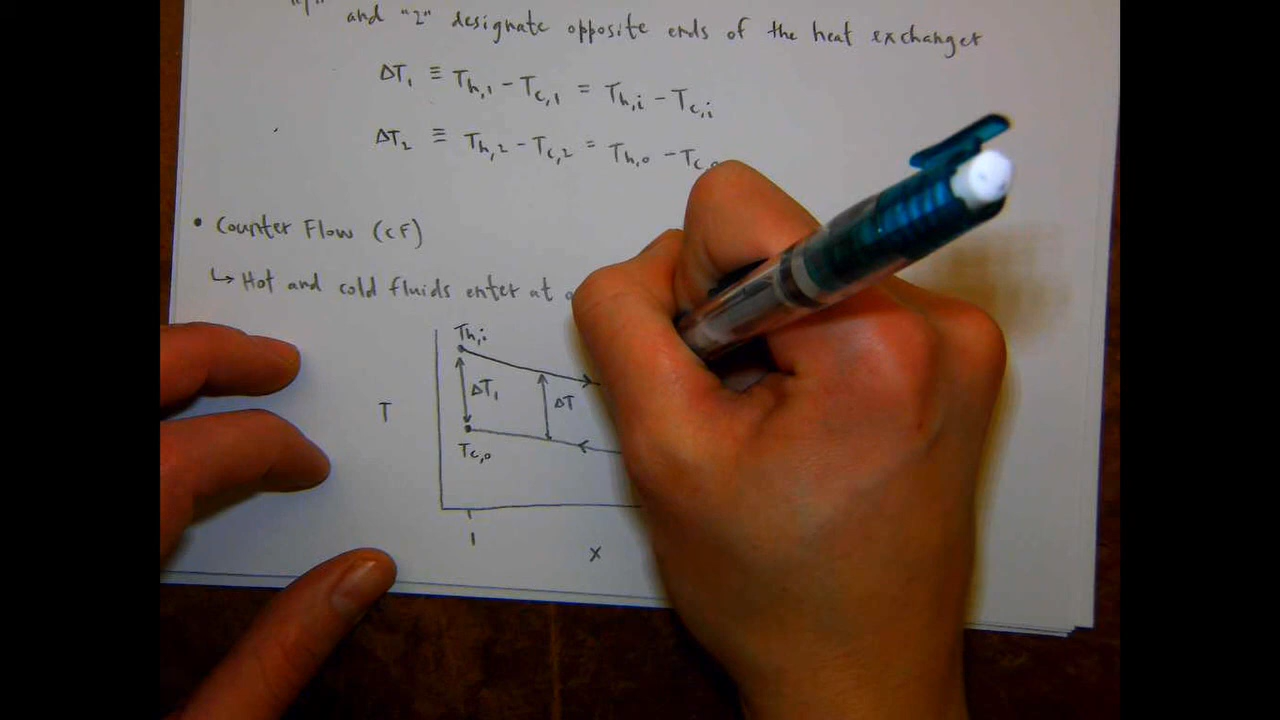 "1" and "2" designate opposite ends of the heat exchanger
ΔT₁ ≡ Th,1 - Tc,1 = Th,i - Tc,i
ΔT₂ ≡ Th,2 - Tc,2 = Th,o - Tc,o
• Counter Flow (CF)
↳ Hot and cold fluids enter at
Th,i
ΔT₁
ΔT
T
Tc,o
1
x